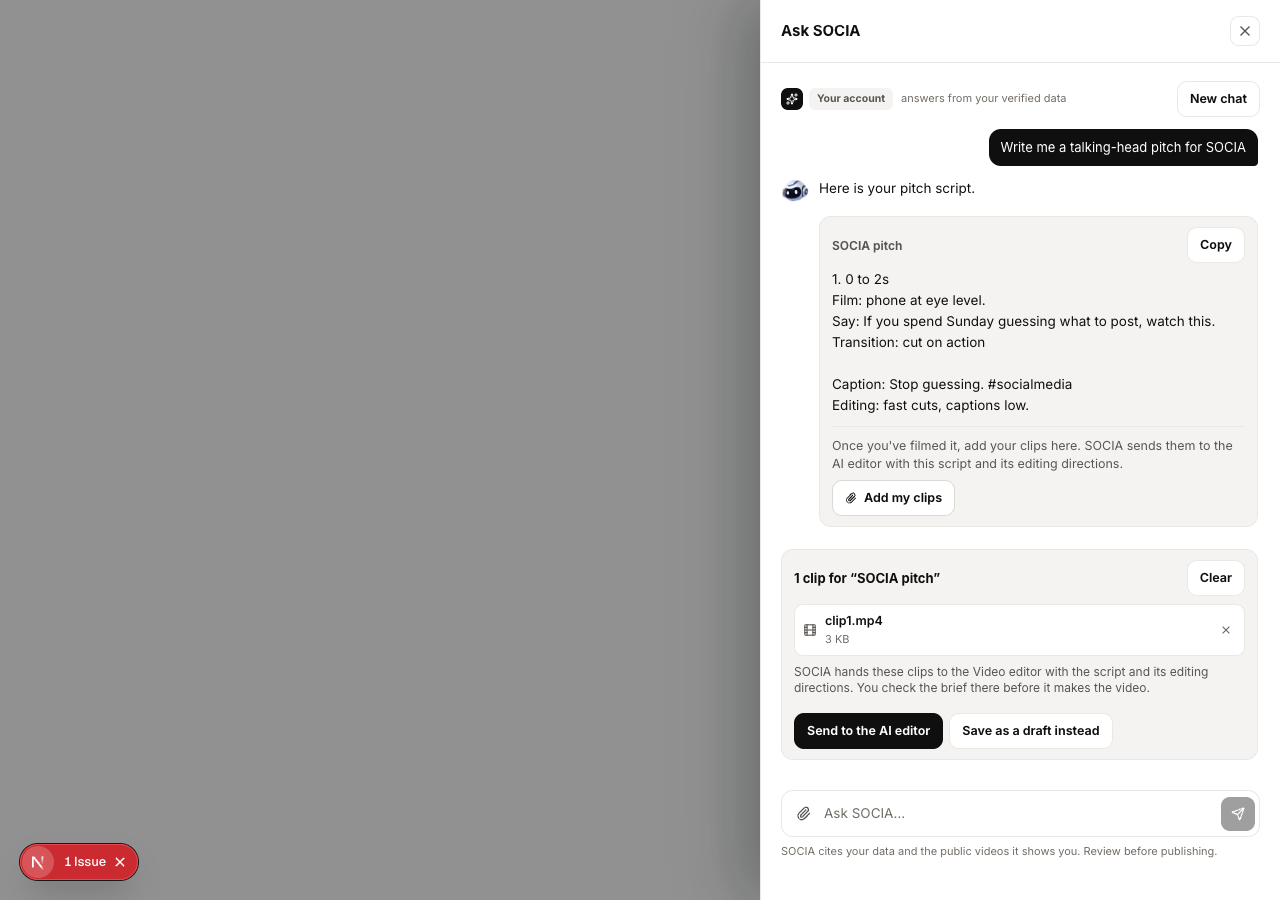 Ask SOCIA
Your account answers from your verified data
New chat
Write me a talking-head pitch for SOCIA
Here is your pitch script.
SOCIA pitch
Copy
1. 0 to 2s
Film: phone at eye level.
Say: If you spend Sunday guessing what to post, watch this.
Transition: cut on action
Caption: Stop guessing. #socialmedia
Editing: fast cuts, captions low.
Once you've filmed it, add your clips here. SOCIA sends them to the
AI editor with this script and its editing directions.
Add my clips
1 clip for “SOCIA pitch”
Clear
clip1.mp4
3 KB
SOCIA hands these clips to the Video editor with the script and its editing
directions. You check the brief there before it makes the video.
Send to the AI editor
Save as a draft instead
Ask SOCIA...
SOCIA cites your data and the public videos it shows you. Review before publishing.
N 1 Issue